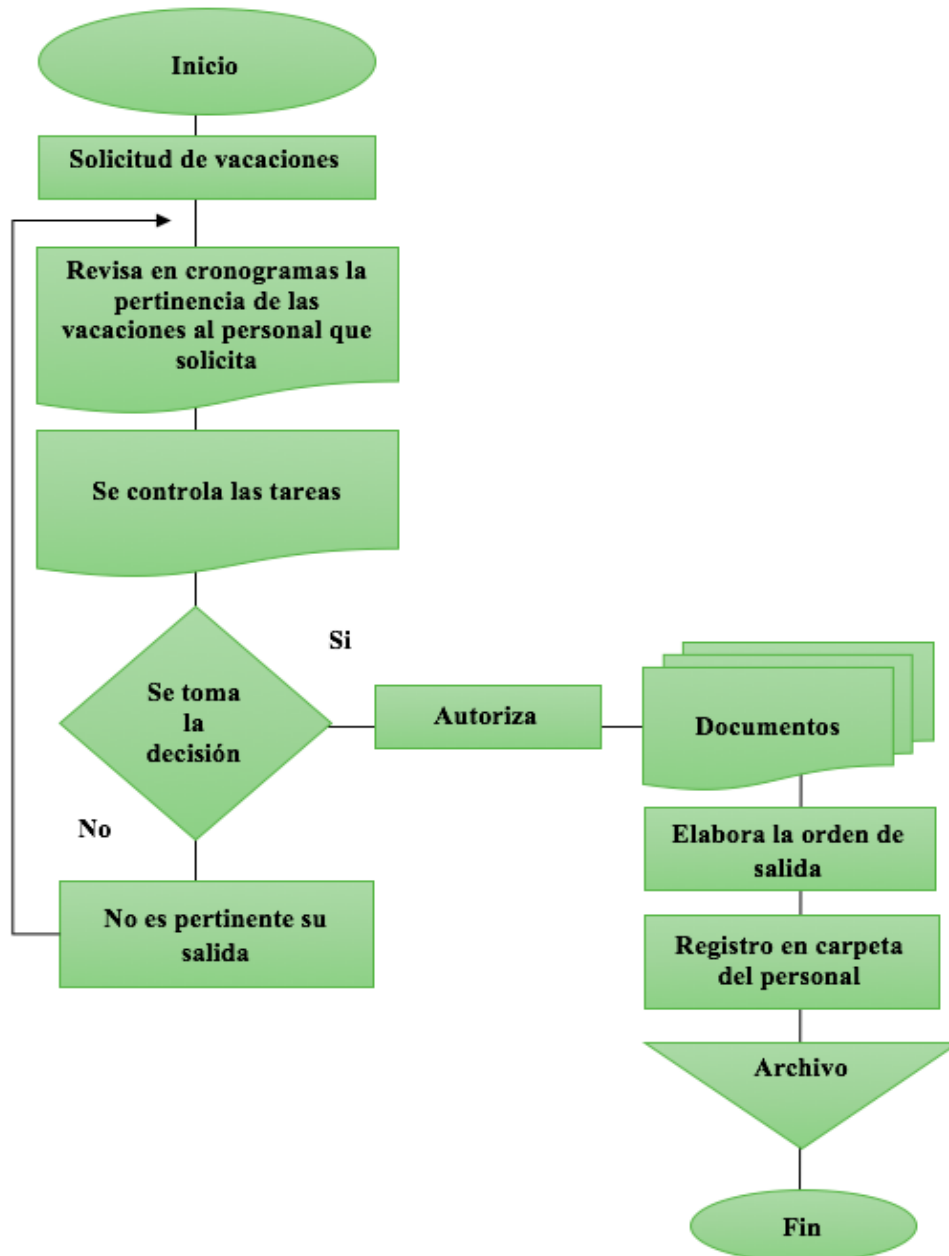 Inicio
Solicitud de vacaciones
Revisa en cronogramas la
pertinencia de las
vacaciones al personal que
solicita
Se controla las tareas
Se toma
la
decisión
Si
Autoriza
Documentos
No
No es pertinente su
salida
Elabora la orden de
salida
Registro en carpeta
del personal
Archivo
Fin